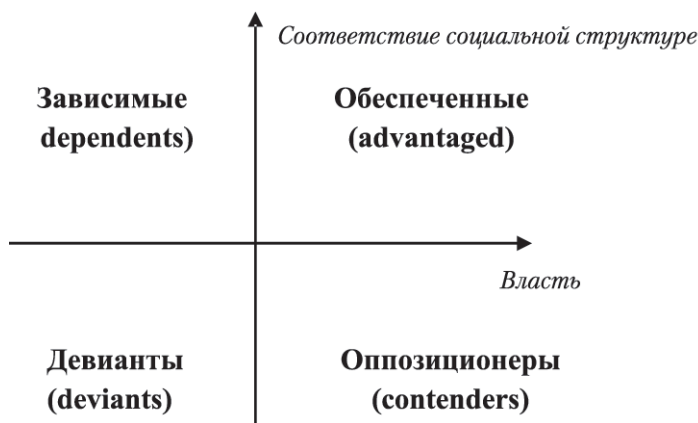 Соответствие социальной структуре
Зависимые
dependents)
Обеспеченные
(advantaged)
Власть
Девианты
(deviants)
Оппозиционеры
(contenders)